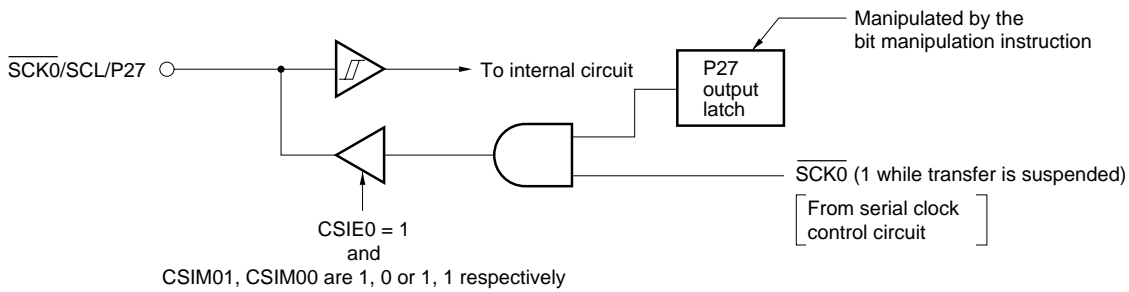 Manipulated by the
bit manipulation instruction
SCK0/SCL/P27
To internal circuit
P27
output
latch
SCK0 (1 while transfer is suspended)
From serial clock
control circuit
CSIE0 = 1
and
CSIM01, CSIM00 are 1, 0 or 1, 1 respectively